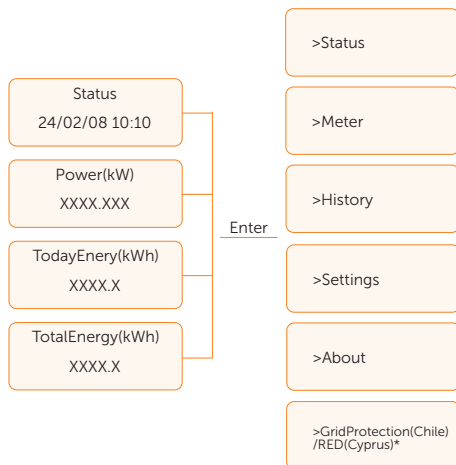 Status
24/02/08 10:10
Power(kW)
XXXX.XXX
TodayEnery(kWh)
XXXX.X
TotalEnergy(kWh)
XXXX.X
Enter
>Status
>Meter
>History
>Settings
>About
>GridProtection(Chile)
/RED(Cyprus)*